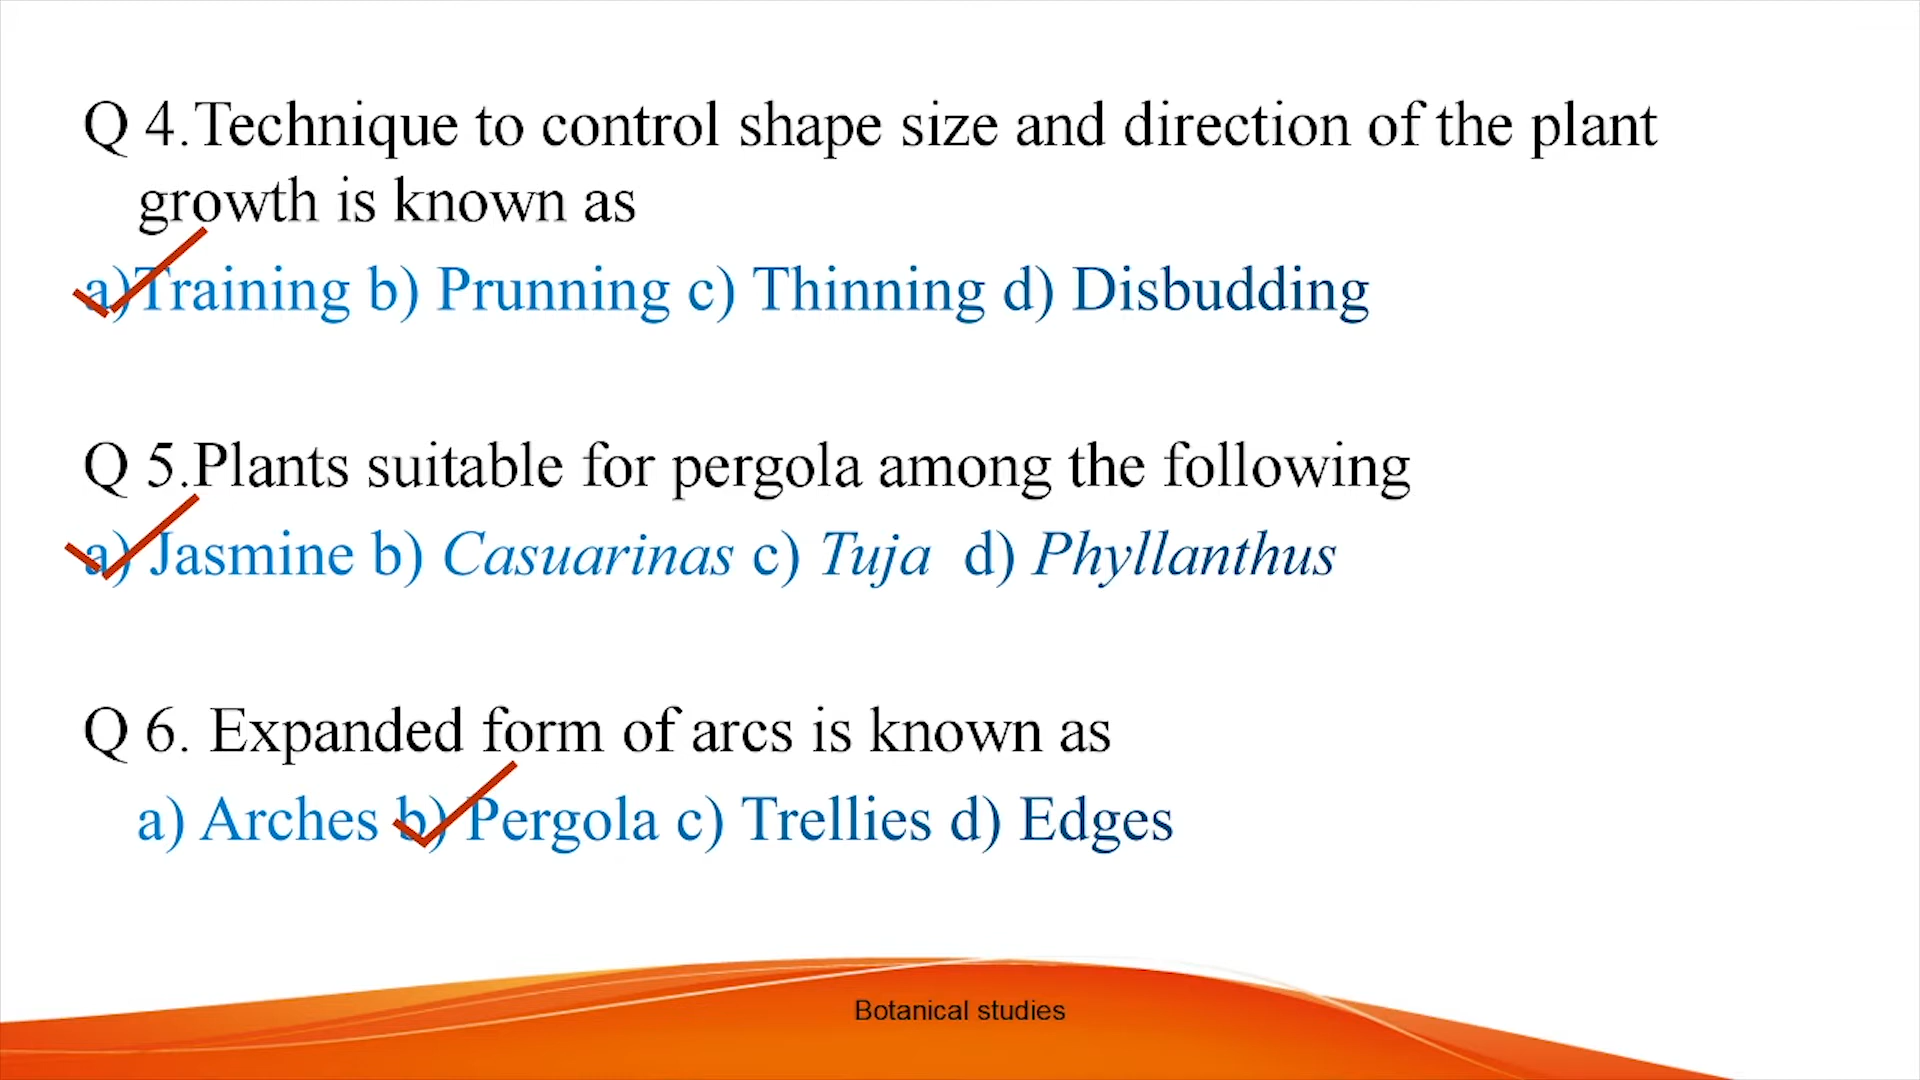 Q 4.Technique to control shape size and direction of the plant
growth is known as
a)Training b) Prunning c) Thinning d) Disbudding
Q 5.Plants suitable for pergola among the following
a) Jasmine b) Casuarinas c) Tuja d) Phyllanthus
Q 6. Expanded form of arcs is known as
a) Arches b) Pergola c) Trellies d) Edges
Botanical studies